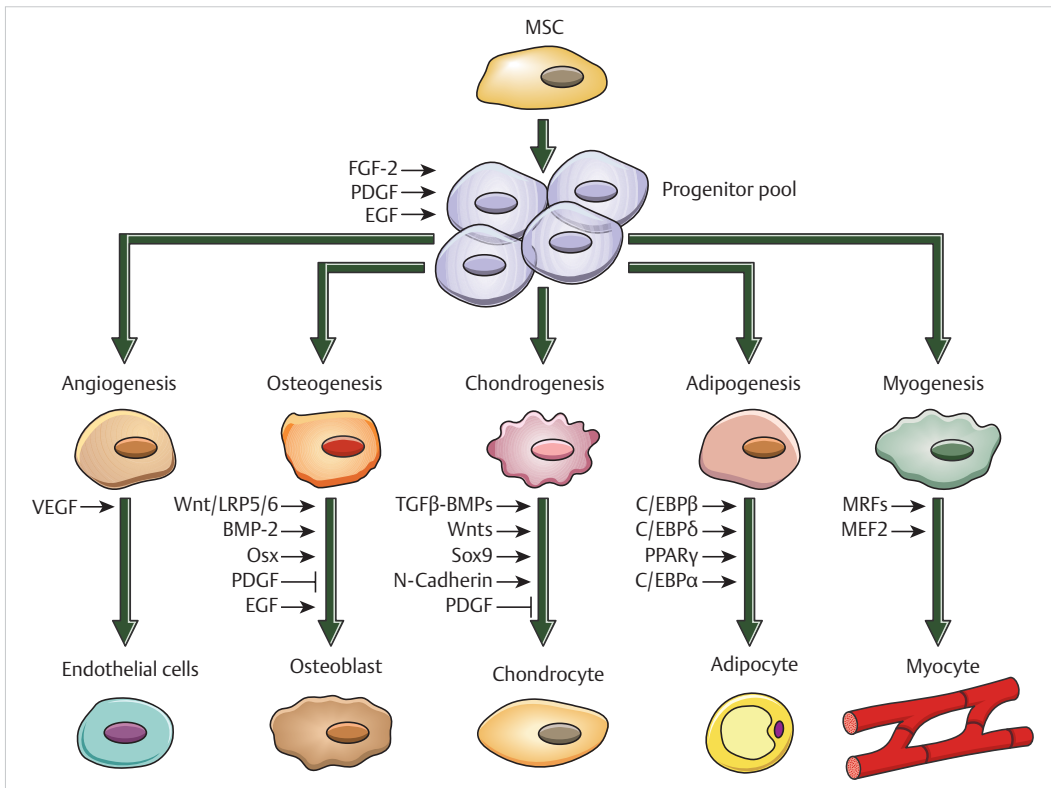 MSC
FGF-2
PDGF
EGF
Progenitor pool
Angiogenesis
Osteogenesis
Chondrogenesis
Adipogenesis
Myogenesis
VEGF
Wnt/LRP5/6
BMP-2
Osx
PDGF
EGF
TGFβ-BMPs
Wnts
Sox9
N-Cadherin
PDGF
C/EBPβ
C/EBPδ
PPARγ
C/EBPα
MRFs
MEF2
Endothelial cells
Osteoblast
Chondrocyte
Adipocyte
Myocyte